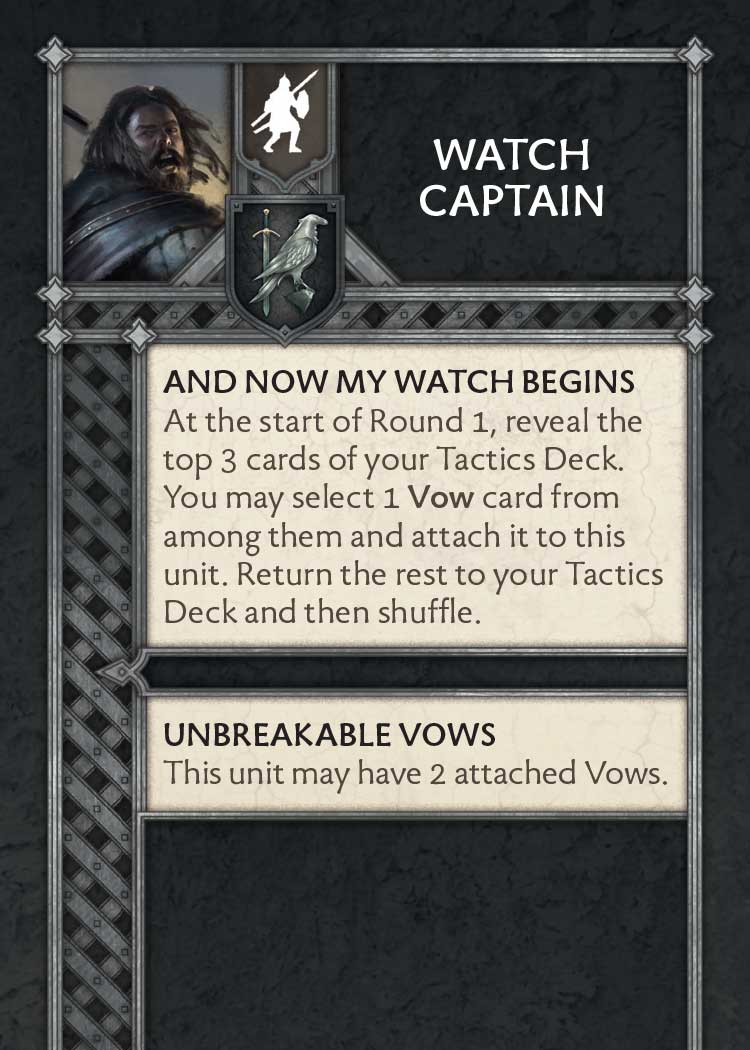 WATCH
CAPTAIN
AND NOW MY WATCH BEGINS
At the start of Round 1, reveal the
top 3 cards of your Tactics Deck.
You may select 1 Vow card from
among them and attach it to this
unit. Return the rest to your Tactics
Deck and then shuffle.
UNBREAKABLE VOWS
This unit may have 2 attached Vows.